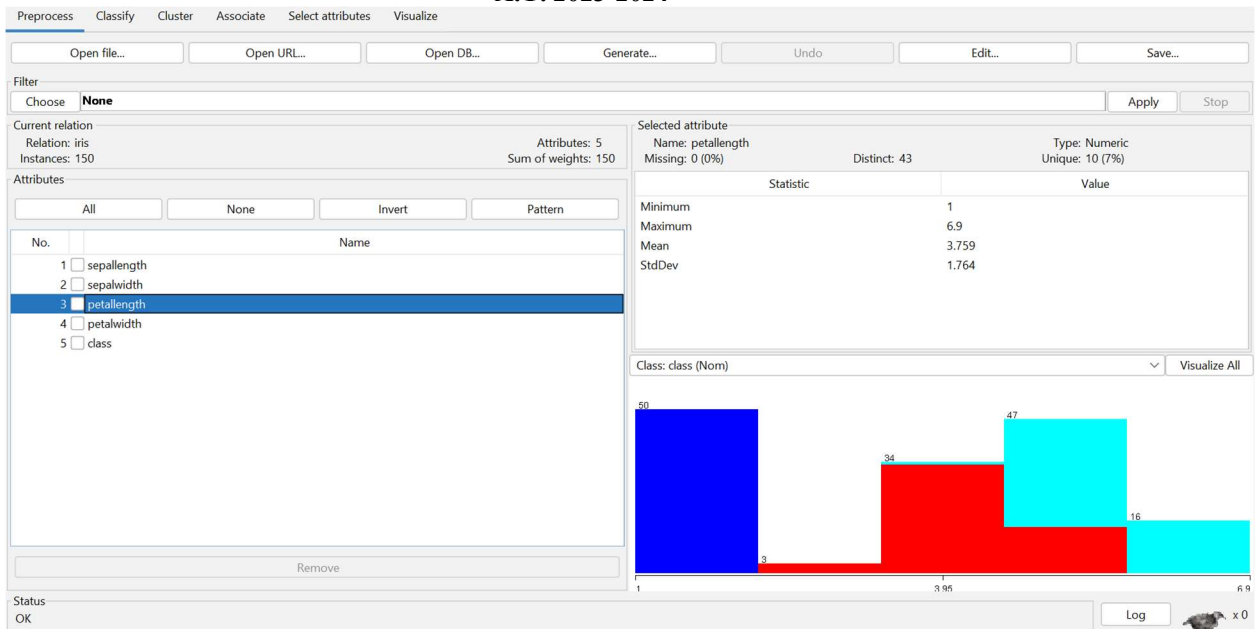 Preprocess Classify Cluster Associate Select attributes Visualize
Open file... Open URL... Open DB... Generate... Undo Edit... Save...
Filter
Choose None Apply Stop
Current relation
Relation: iris Attributes: 5
Instances: 150 Sum of weights: 150
Selected attribute
Name: petallength Type: Numeric
Missing: 0 (0%) Distinct: 43 Unique: 10 (7%)
Attributes
All None Invert Pattern
No. Name
1 sepallength
2 sepalwidth
3 petallength
4 petalwidth
5 class
Remove
Statistic Value
Minimum 1
Maximum 6.9
Mean 3.759
StdDev 1.764
Class: class (Nom) Visualize All
50
3
34
47
16
1 3.95 6.9
Status
OK
Log x 0